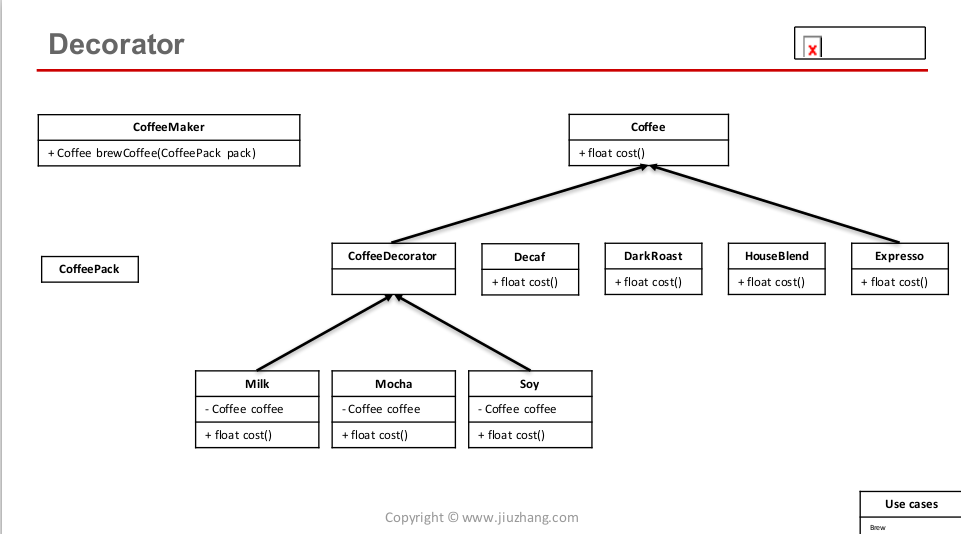 Decorator
CoffeeMaker
+ Coffee brewCoffee(CoffeePack pack)
Coffee
+ float cost()
CoffeePack
CoffeeDecorator
Decaf
+ float cost()
DarkRoast
+ float cost()
HouseBlend
+ float cost()
Expresso
+ float cost()
Milk
- Coffee coffee
+ float cost()
Mocha
- Coffee coffee
+ float cost()
Soy
- Coffee coffee
+ float cost()
Use cases
Brew
Copyright © www.jiuzhang.com